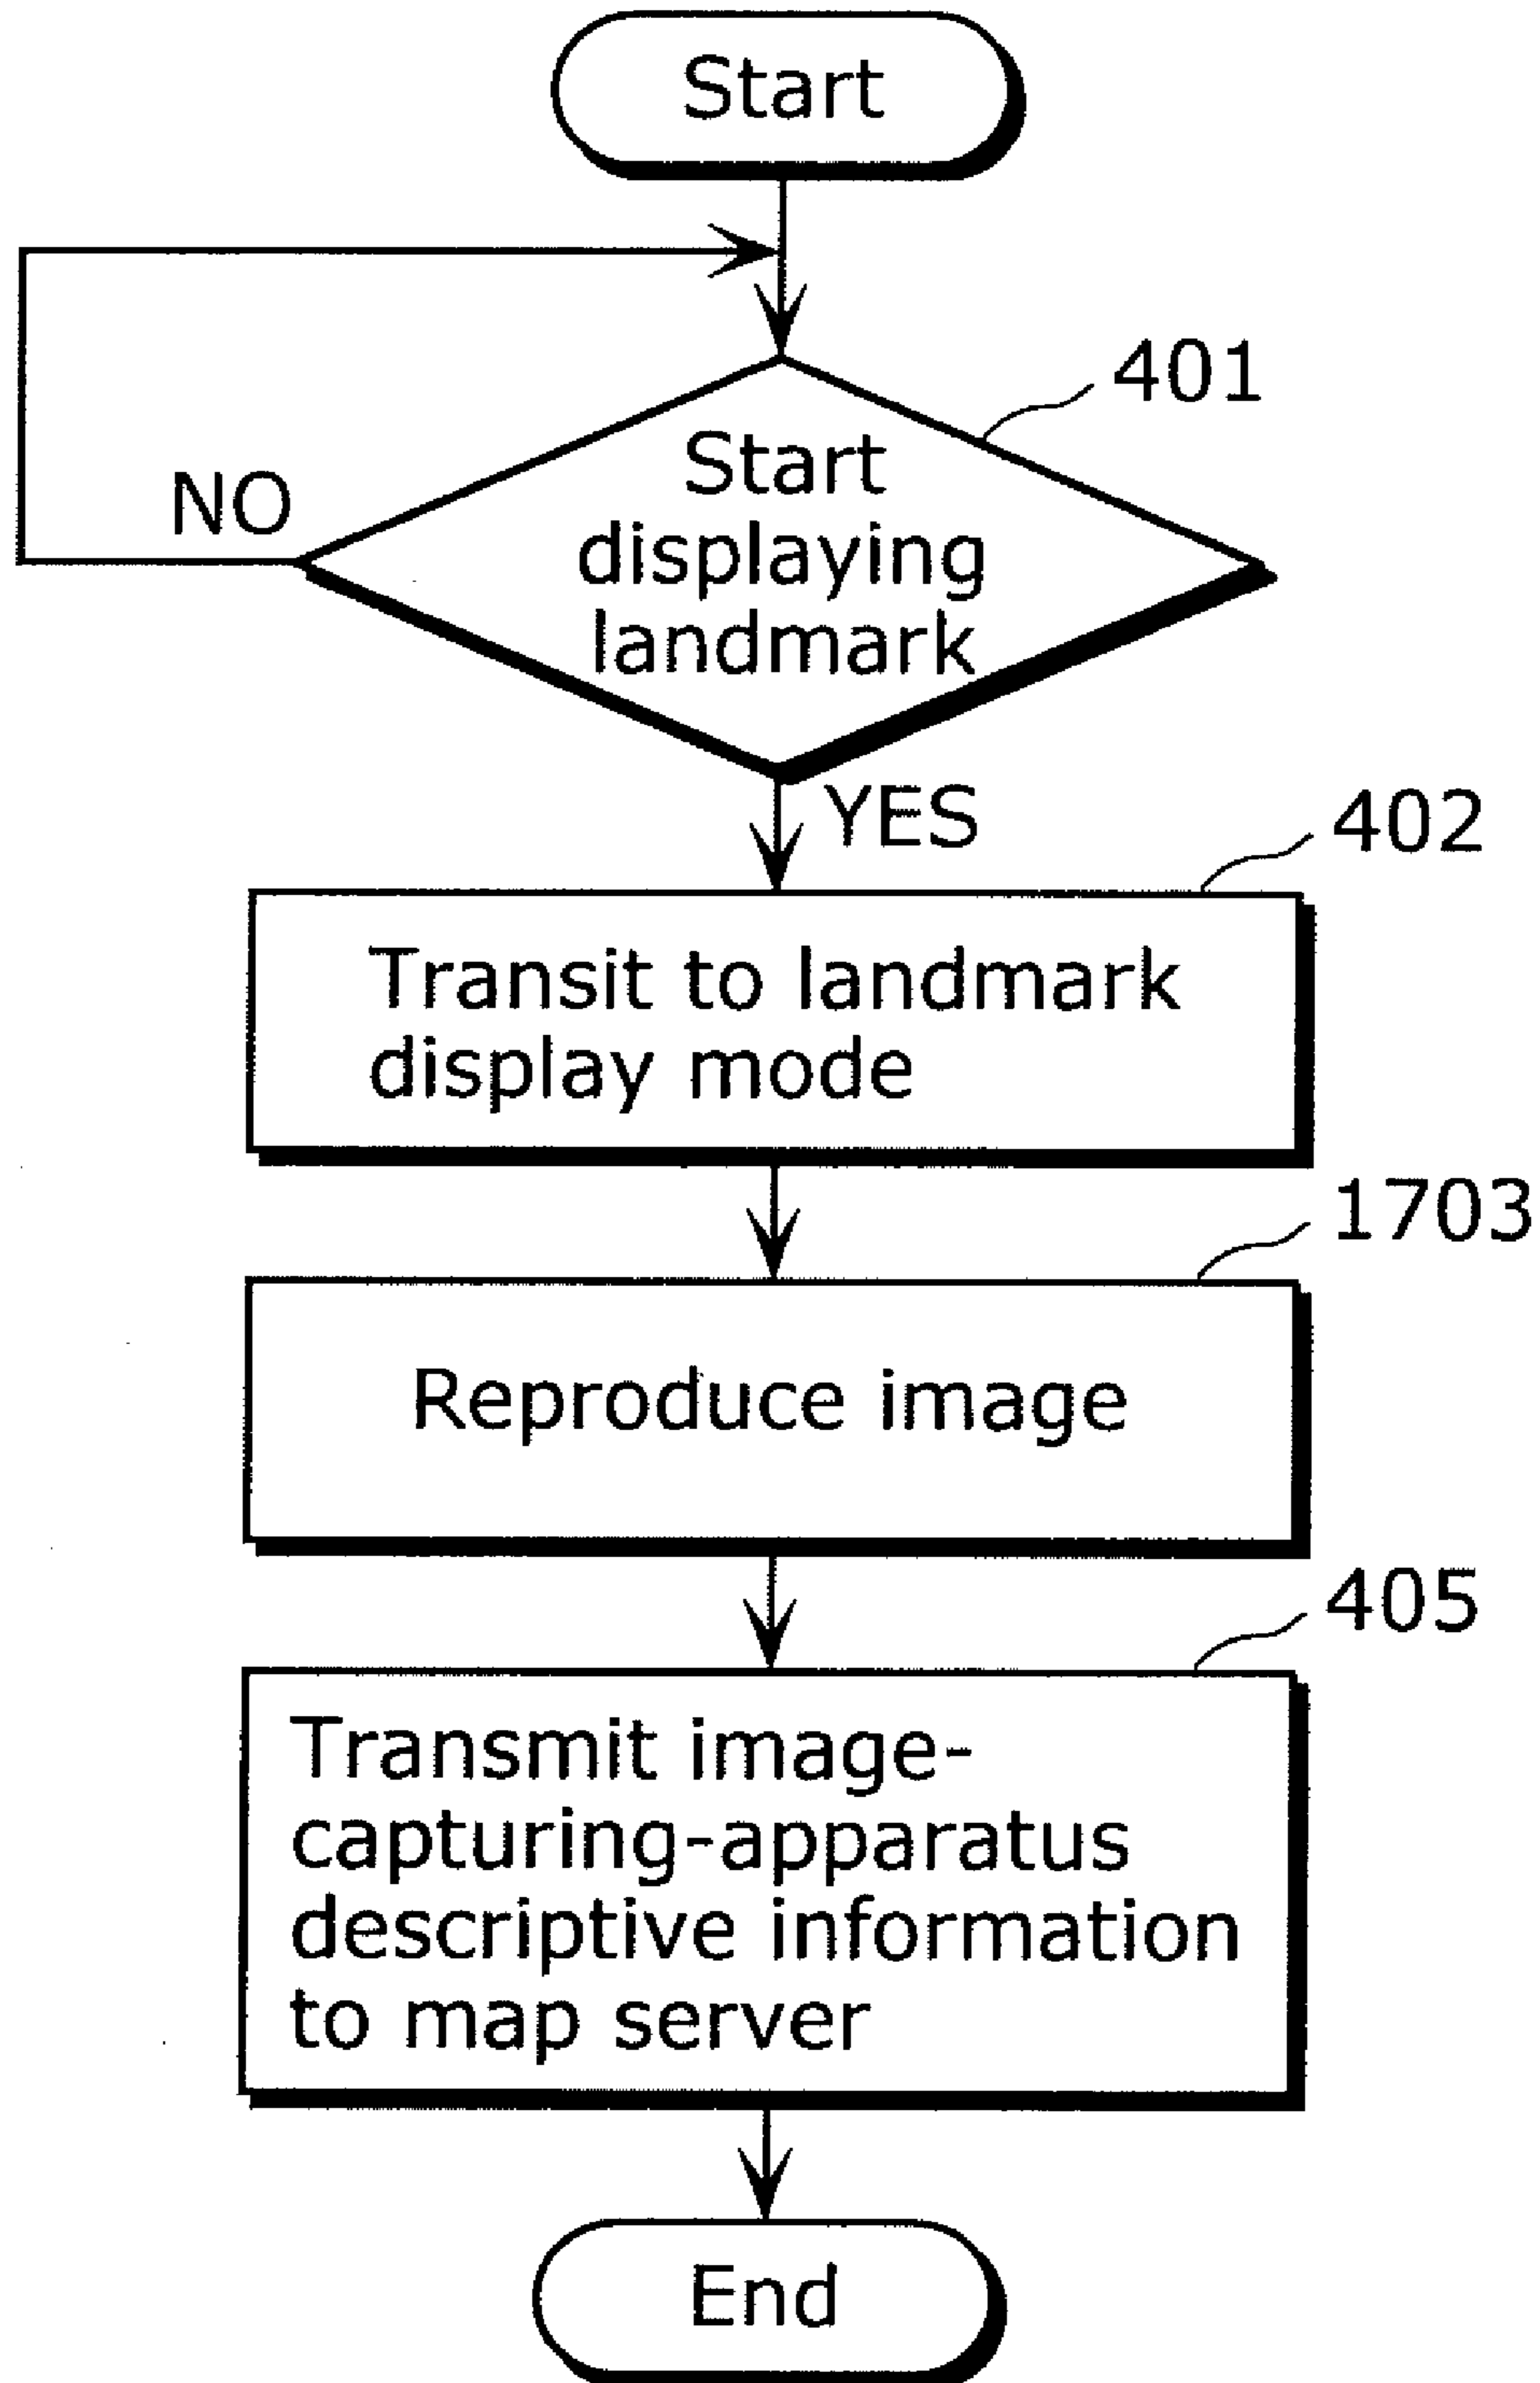 Start
401
Start
displaying
landmark
NO
YES
402
Transit to landmark
display mode
1703
Reproduce image
405
Transmit image-
capturing-apparatus
descriptive information
to map server
End